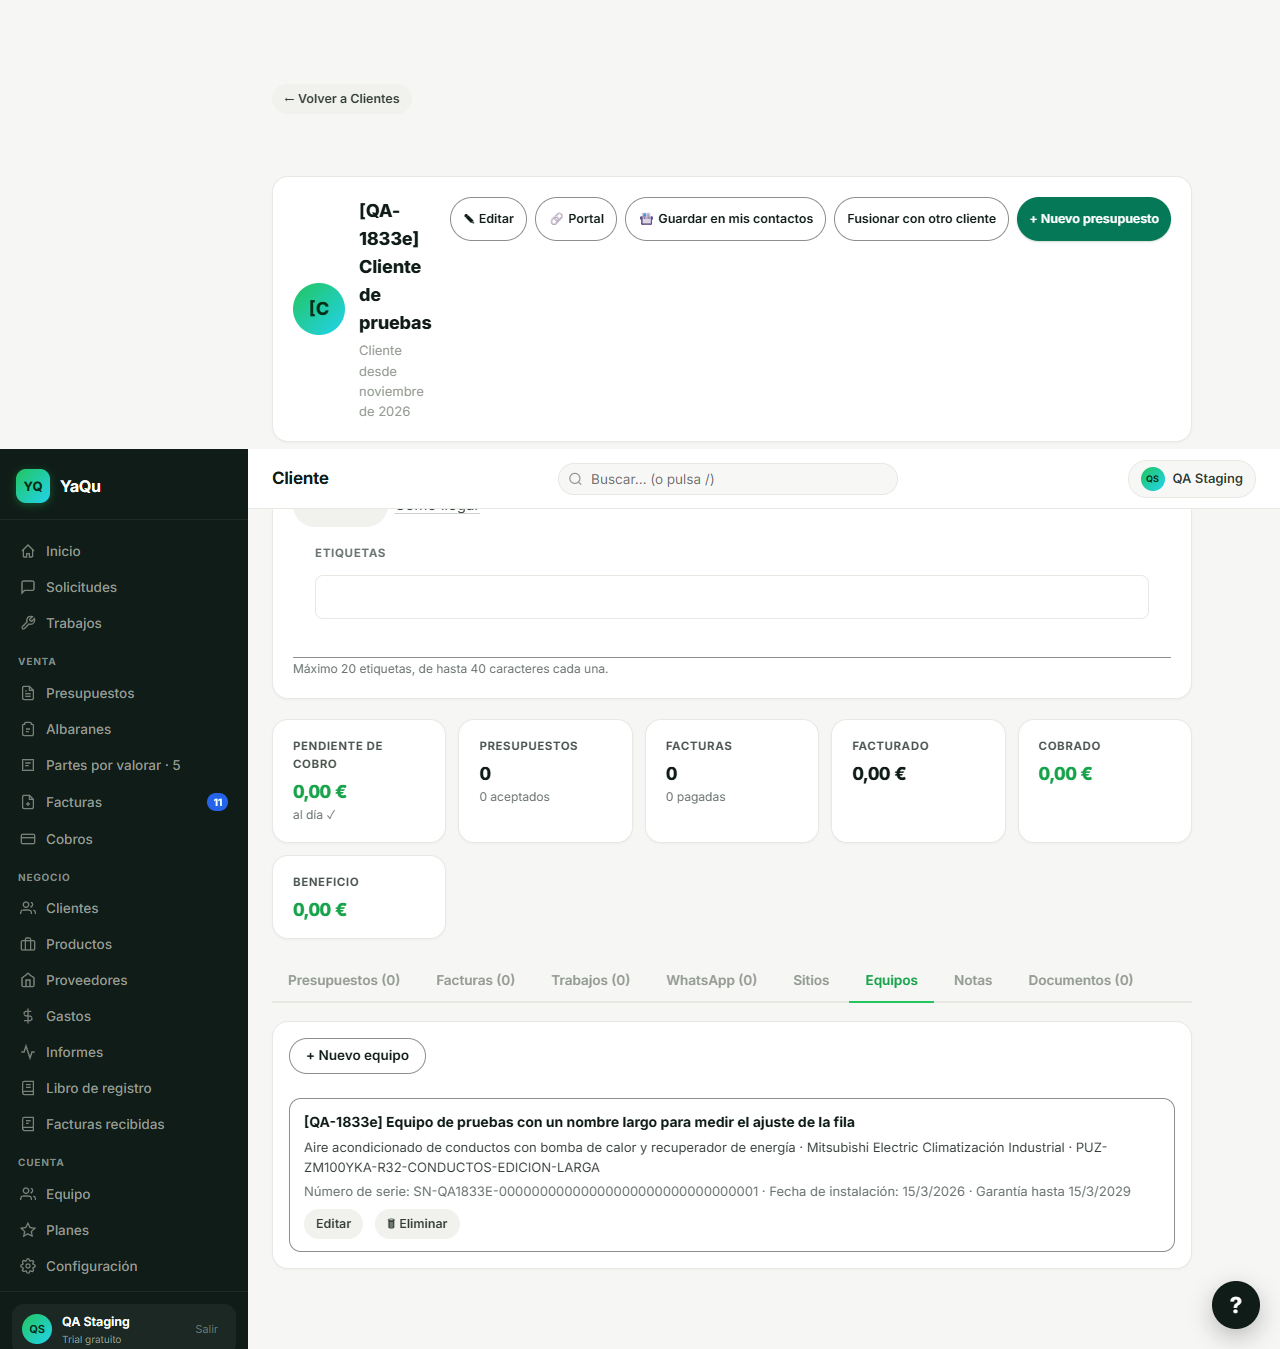 ← Volver a Clientes
[QA-
1833e]
Cliente
de
pruebas
Cliente
desde
noviembre
de 2026
[C
Editar
Portal
Guardar en mis contactos
Fusionar con otro cliente
+ Nuevo presupuesto
YQ YaQu
Cliente
Buscar... (o pulsa /)
QS QA Staging
Inicio
Solicitudes
Trabajos
VENTA
Presupuestos
Albaranes
Partes por valorar · 5
Facturas 11
Cobros
NEGOCIO
Clientes
Productos
Proveedores
Gastos
Informes
Libro de registro
Facturas recibidas
CUENTA
Equipo
Planes
Configuración
QS QA Staging
Trial gratuito
Salir
Cómo llegar
ETIQUETAS
Máximo 20 etiquetas, de hasta 40 caracteres cada una.
PENDIENTE DE
COBRO
0,00 €
al día ✓
PRESUPUESTOS
0
0 aceptados
FACTURAS
0
0 pagadas
FACTURADO
0,00 €
COBRADO
0,00 €
BENEFICIO
0,00 €
Presupuestos (0) Facturas (0) Trabajos (0) WhatsApp (0) Sitios Equipos Notas Documentos (0)
+ Nuevo equipo
[QA-1833e] Equipo de pruebas con un nombre largo para medir el ajuste de la fila
Aire acondicionado de conductos con bomba de calor y recuperador de energía · Mitsubishi Electric Climatización Industrial · PUZ-
ZM100YKA-R32-CONDUCTOS-EDICION-LARGA
Fecha de instalación: 15/3/2026 · Garantía hasta 15/3/2029
Editar
Eliminar
?